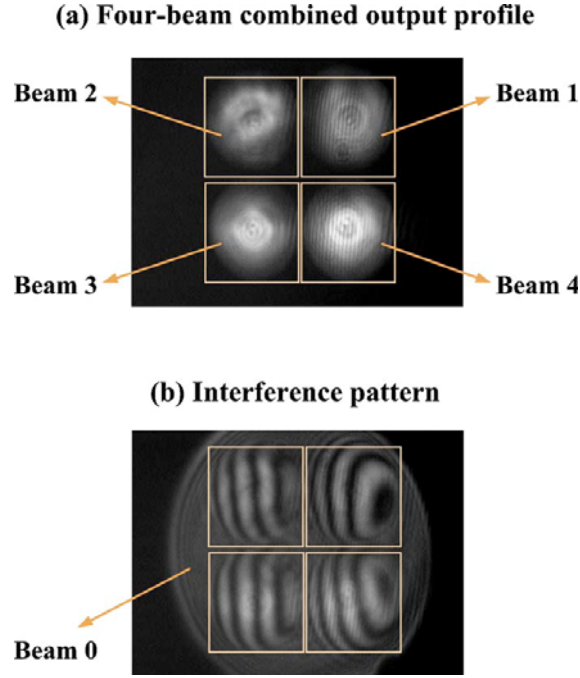 (a) Four-beam combined output profile
Beam 2
Beam 1
Beam 3
Beam 4
(b) Interference pattern
Beam 0